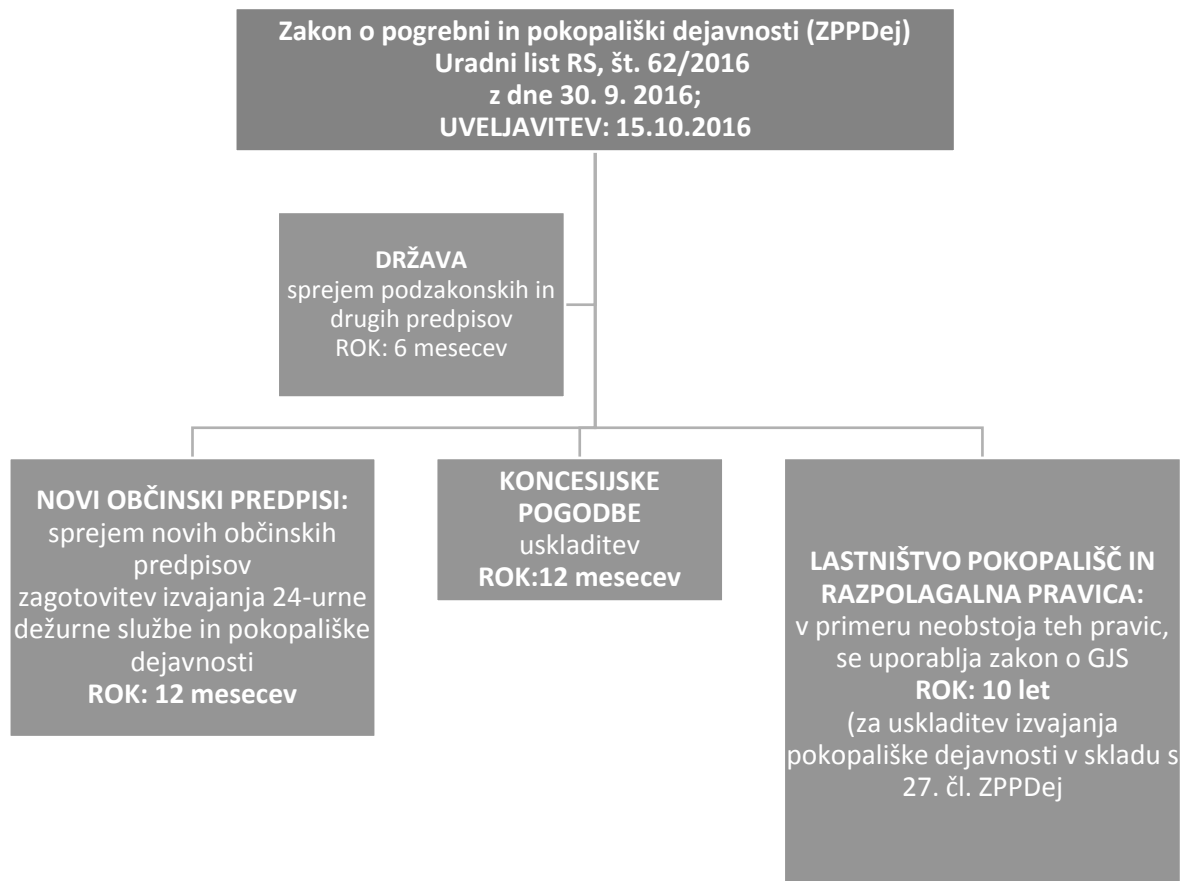 Zakon o pogrebni in pokopališki dejavnosti (ZPPDej)
Uradni list RS, št. 62/2016
z dne 30. 9. 2016;
UVELJAVITEV: 15.10.2016
DRŽAVA
sprejem podzakonskih in
drugih predpisov
ROK: 6 mesecev
NOVI OBČINSKI PREDPISI:
sprejem novih občinskih
predpisov
zagotovitev izvajanja 24-urne
dežurne službe in pokopališke
dejavnosti
ROK: 12 mesecev
KONCESIJSKE
POGODBE
uskladitev
ROK:12 mesecev
LASTNIŠTVO POKOPALIŠČ IN
RAZPOLAGALNA PRAVICA:
v primeru neobstoja teh pravic,
se uporablja zakon o GJS
ROK: 10 let
(za uskladitev izvajanja
pokopališke dejavnosti v skladu s
27. čl. ZPPDej